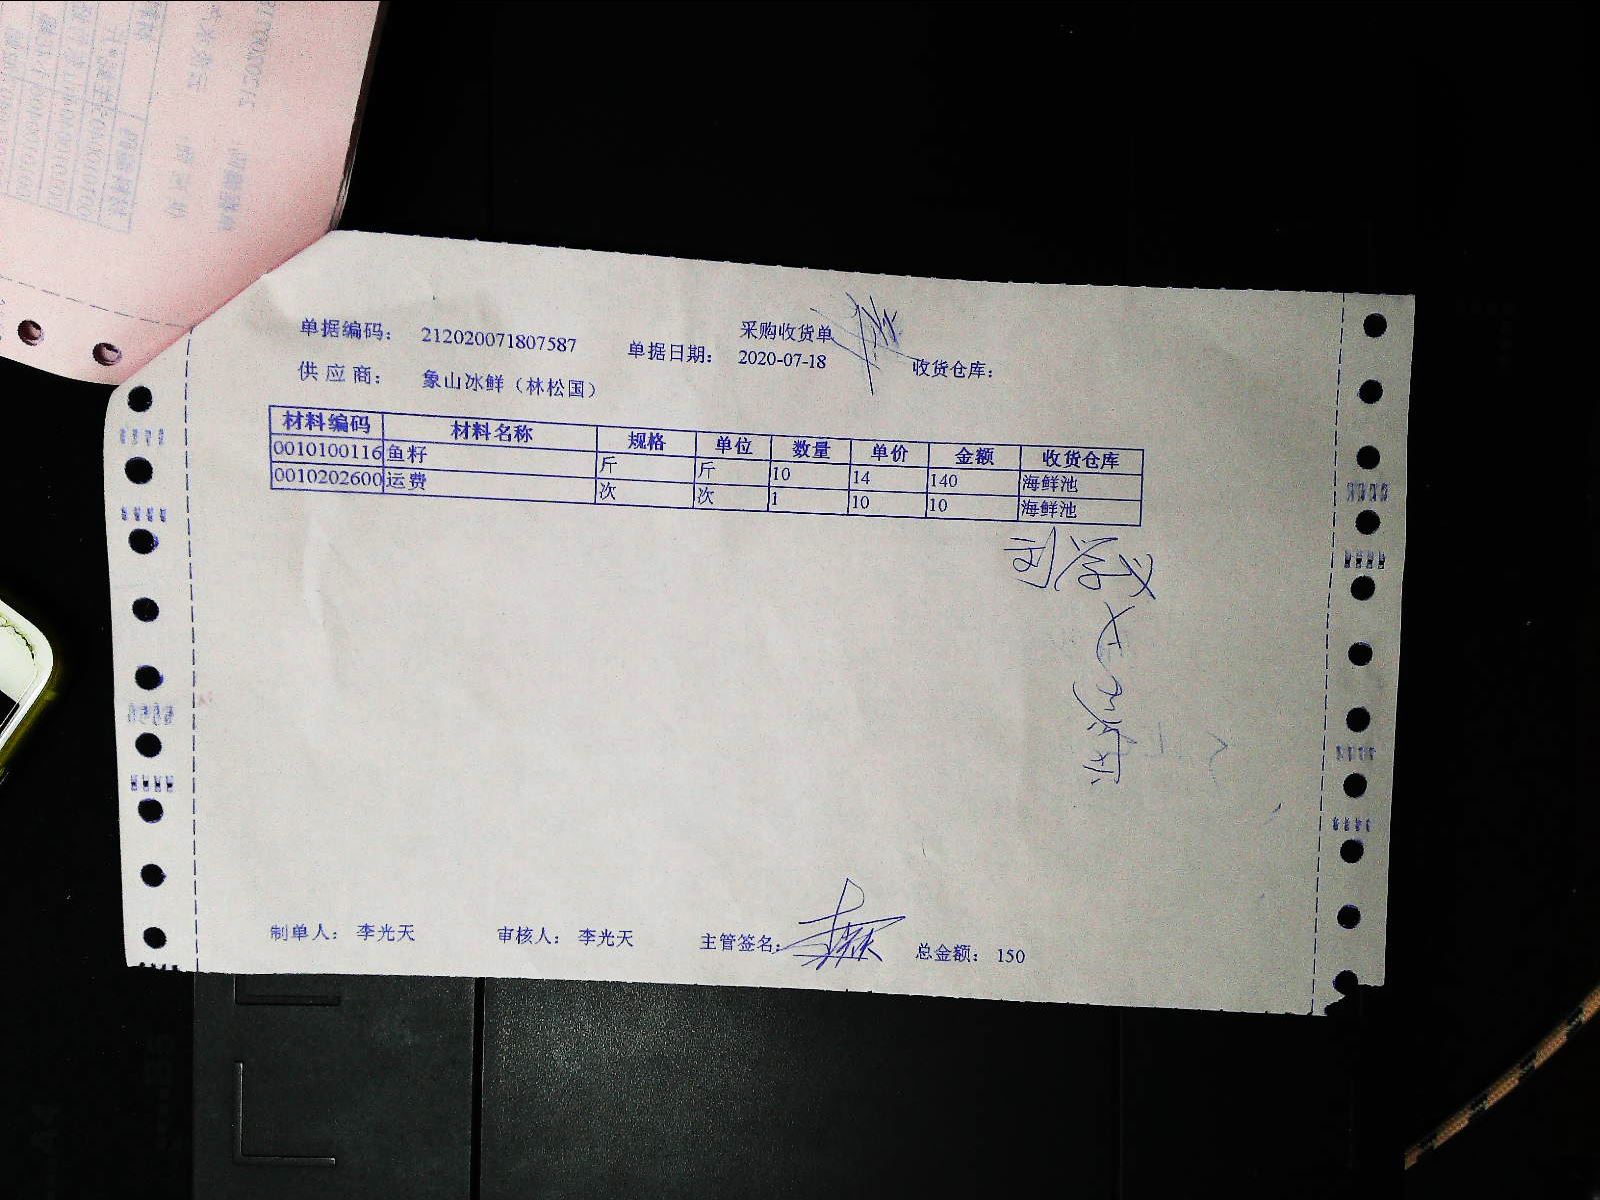 采购收货单
单据编码： 212020071807587 单据日期： 2020-07-18 收货仓库：
供应商： 象山冰鲜（林松国）
材料编码 材料名称 规格 单位 数量 单价 金额 收货仓库
0010100116 鱼籽 斤 斤 10 14 140 海鲜池
0010202600 运费 次 次 1 10 10 海鲜池
制单人： 李光天 审核人： 李光天 主管签名： 总金额： 150